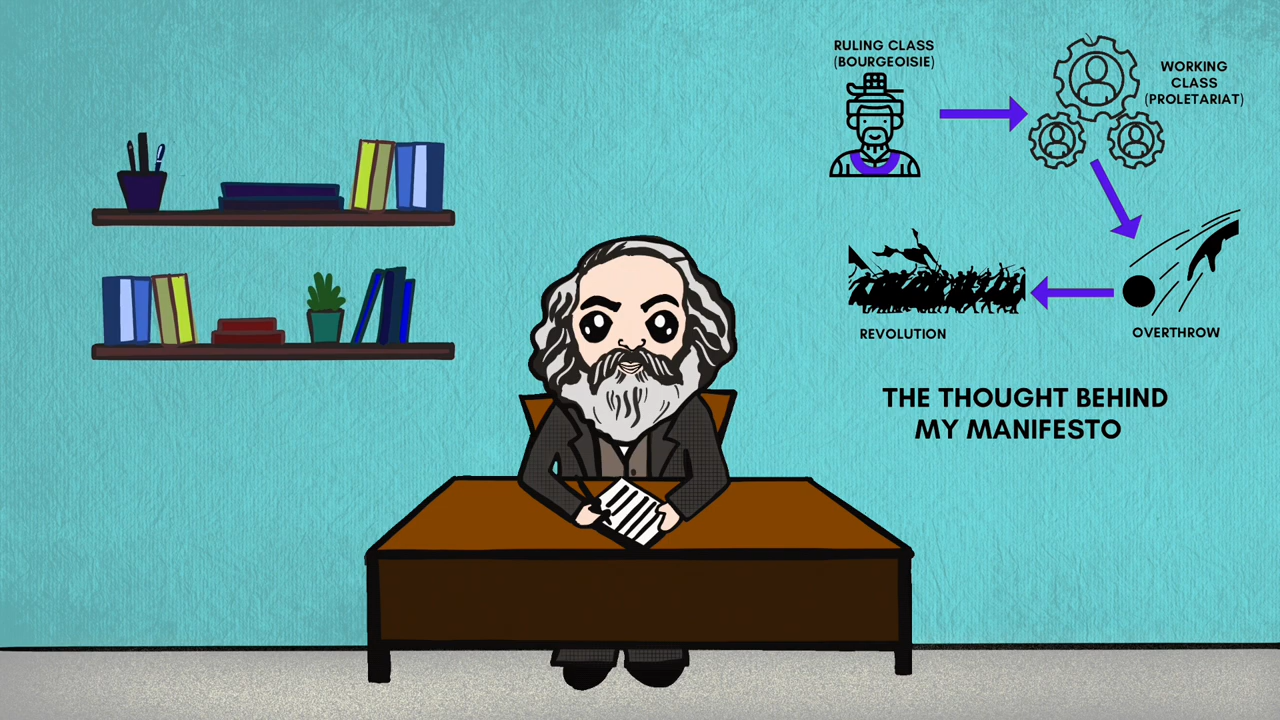 RULING CLASS
(BOURGEOISIE)
WORKING
CLASS
(PROLETARIAT)
REVOLUTION
OVERTHROW
THE THOUGHT BEHIND
MY MANIFESTO